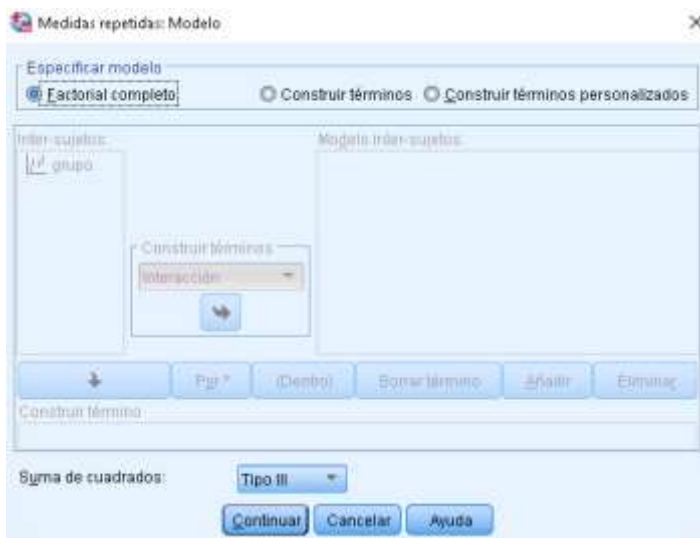 Medidas repetidas: Modelo
Especificar modelo
Factorial completo
Construir términos
Construir términos personalizados
Inter-sujetos:
Modelo inter-sujetos:
grupo
Construir términos
Interacción
Por *
(Dentro)
Borrar término
Añadir
Eliminar
Construir término:
Suma de cuadrados:
Tipo III
Continuar
Cancelar
Ayuda